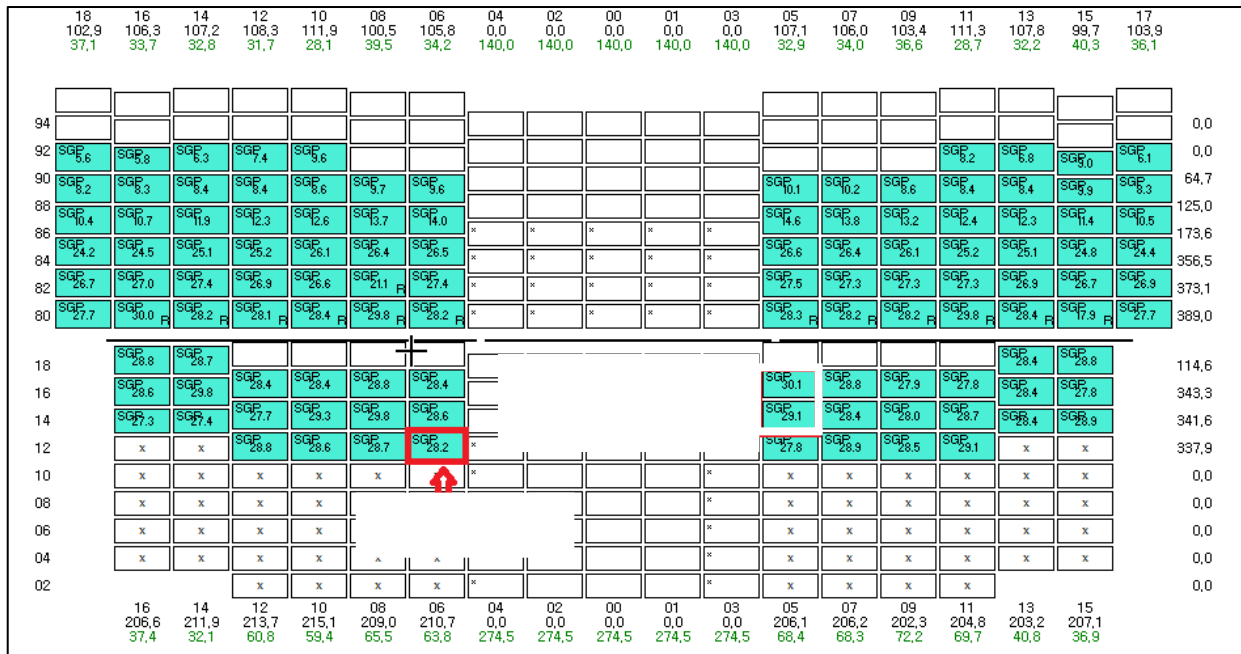 18 16 14 12 10 08 06 04 02 00 01 03 05 07 09 11 13 15 17
102,9 106,3 107,2 108,3 111,9 100,5 105,8 0,0 0,0 0,0 0,0 0,0 107,1 106,0 103,4 111,3 107,8 99,7 103,9
37,1 33,7 32,8 31,7 28,1 39,5 34,2 140,0 140,0 140,0 140,0 140,0 32,9 34,0 36,6 28,7 32,2 40,3 36,1
94 0,0
92 SGP 5.6 SGP 5.8 SGP 6.3 SGP 7.4 SGP 9.6 SGP 8.2 SGP 6.8 SGP 9.0 SGP 6.1 0,0
90 SGP 8.2 SGP 8.3 SGP 8.4 SGP 8.4 SGP 8.6 SGP 9.7 SGP 9.6 SGP 10.1 SGP 10.2 SGP 8.6 SGP 8.4 SGP 8.4 SGP 9.9 SGP 8.3 64,7
88 SGP 10.4 SGP 10.7 SGP 11.9 SGP 12.3 SGP 12.6 SGP 13.7 SGP 14.0 SGP 14.6 SGP 13.8 SGP 13.2 SGP 12.4 SGP 12.3 SGP 11.4 SGP 10.5 125,0
86 x x x x x 173,6
SGP 24.2 SGP 24.5 SGP 25.1 SGP 25.2 SGP 26.1 SGP 26.4 SGP 26.5 SGP 26.6 SGP 26.4 SGP 26.1 SGP 25.2 SGP 25.1 SGP 24.8 SGP 24.4
84 x x x x x 356,5
82 SGP 26.7 SGP 27.0 SGP 27.4 SGP 26.9 SGP 26.6 SGP 21.1 R SGP 27.4 x x x x x SGP 27.5 SGP 27.3 SGP 27.3 SGP 27.3 SGP 26.9 SGP 26.7 SGP 26.9 373,1
80 SGP 27.7 SGP 30.0 R SGP 28.2 R SGP 28.1 R SGP 28.4 R SGP 29.8 R SGP 28.2 R x x x x x SGP 28.3 R SGP 28.2 R SGP 28.2 R SGP 29.8 R SGP 28.4 R SGP 17.9 R SGP 27.7 389,0
18 SGP 28.8 SGP 28.7 SGP 28.4 SGP 28.8 114,6
16 SGP 28.6 SGP 29.8 SGP 28.4 SGP 28.4 SGP 28.8 SGP 28.4 SGP 30.1 SGP 28.8 SGP 27.9 SGP 27.8 SGP 28.4 SGP 27.8 343,3
14 SGP 27.3 SGP 27.4 SGP 27.7 SGP 29.3 SGP 29.8 SGP 28.6 SGP 29.1 SGP 28.4 SGP 28.0 SGP 28.7 SGP 28.3 SGP 28.9 341,6
12 x x SGP 28.8 SGP 28.6 SGP 28.7 SGP 28.2 x SGP 27.8 SGP 28.9 SGP 28.5 SGP 29.1 x x 337,9
10 x x x x x x x x x x x x x 0,0
08 x x x x x x x x x x x 0,0
06 x x x x x x x x x x x 0,0
04 x x x x x x x x x x x x x 0,0
02 x x x x x x x x x x 0,0
16 14 12 10 08 06 04 02 00 01 03 05 07 09 11 13 15
206,6 211,9 213,7 215,1 209,0 210,7 0,0 0,0 0,0 0,0 0,0 206,1 206,2 202,3 204,8 203,2 207,1
37,4 32,1 60,8 59,4 65,5 63,8 274,5 274,5 274,5 274,5 274,5 68,4 68,3 72,2 69,7 40,8 36,9